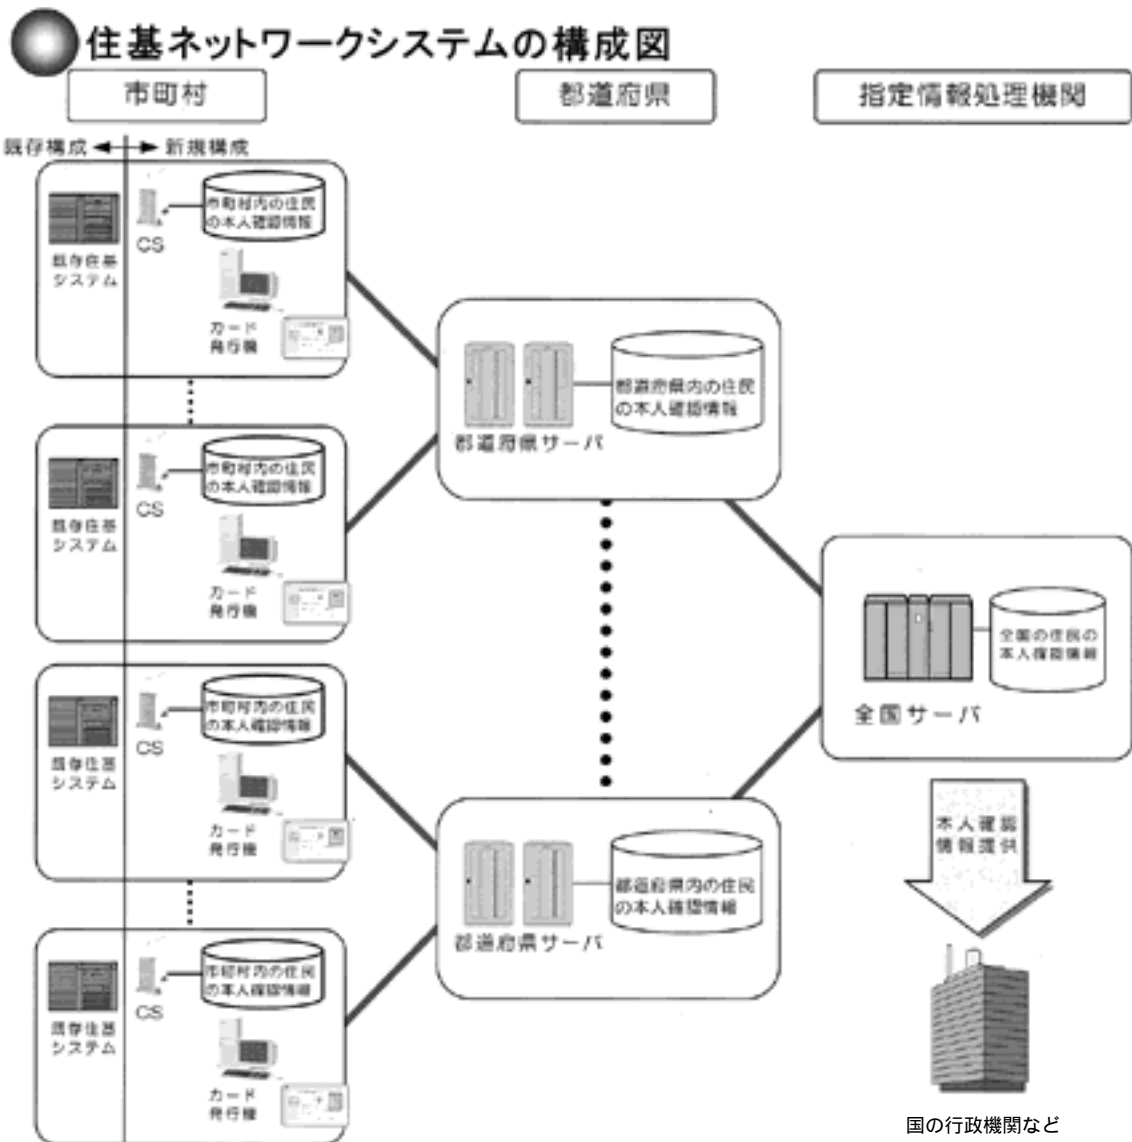 住基ネットワークシステムの構成図
市町村
都道府県
指定情報処理機関
既存構成
新規構成
市町村内の住民
の本人確認情報
CS
既存住基
システム
カード
発行機
市町村内の住民
の本人確認情報
CS
既存住基
システム
カード
発行機
市町村内の住民
の本人確認情報
CS
既存住基
システム
カード
発行機
市町村内の住民
の本人確認情報
CS
既存住基
システム
カード
発行機
都道府県内の住民
の本人確認情報
都道府県サーバ
都道府県内の住民
の本人確認情報
都道府県サーバ
全国の住民の
本人確認情報
全国サーバ
本人確認
情報提供
国の行政機関など